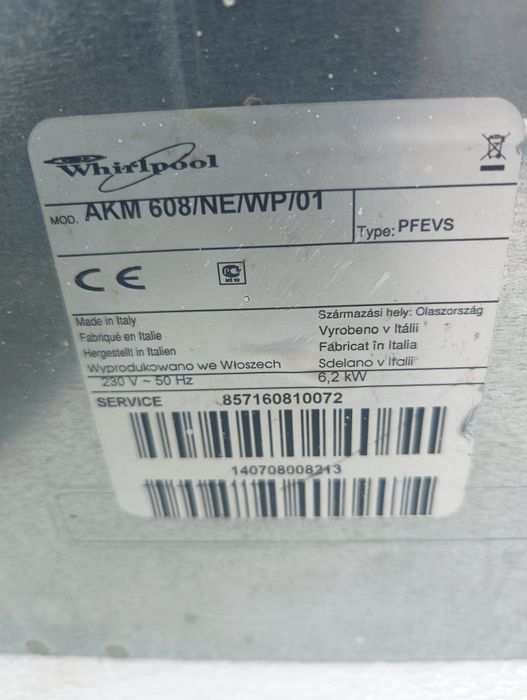 Whirlpool
MOD. AKM 608/NE/WP/01
Type: PFEVS
CE
Made in Italy
Fabriqué en Italie
Hergestellt in Italien
Wyprodukowano we Włoszech
Származási hely: Olaszország
Vyrobeno v Itálii
Fabricat în Italia
Sdelano v Italii
230 V ~ 50 Hz 6,2 kW
SERVICE 857160810072
140708008213